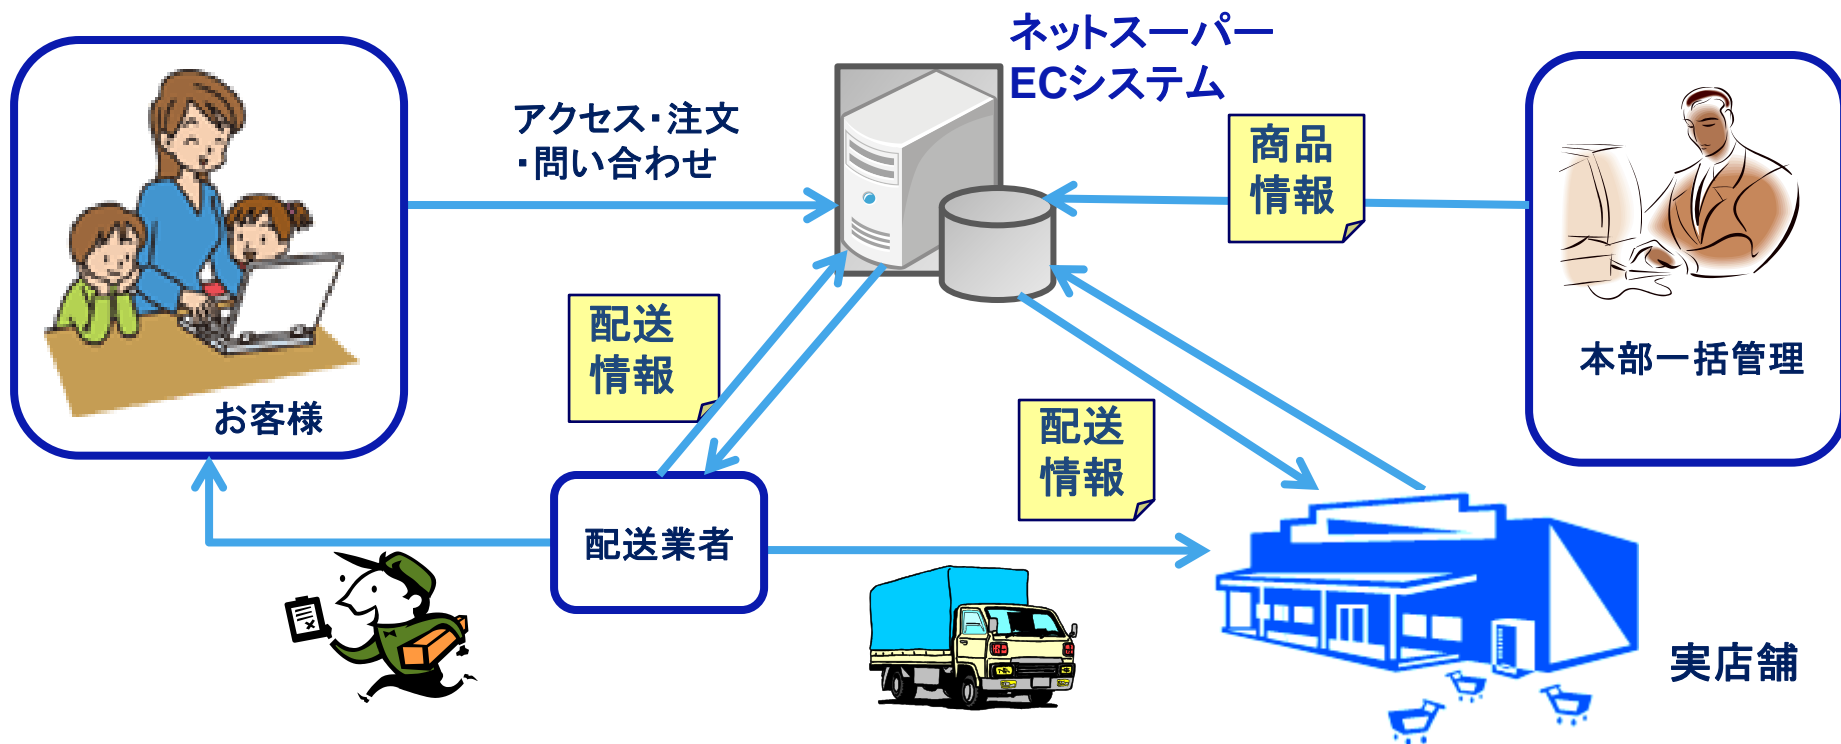 ネットスーパー
ECシステム
アクセス・注文
・問い合わせ
商品
情報
配送
情報
本部一括管理
お客様
配送
情報
配送業者
実店舗